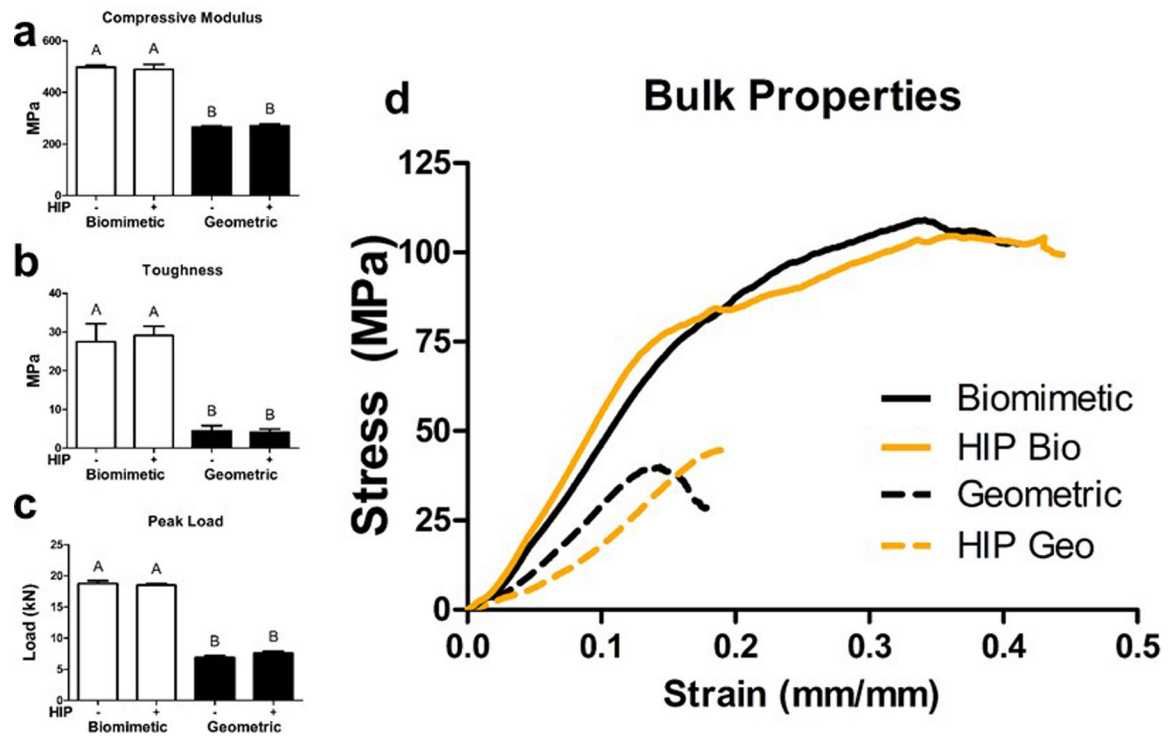 a
Compressive Modulus
600
400
200
0
MPa
A
A
B
B
HIP - + - +
Biomimetic Geometric
b
Toughness
40
30
20
10
0
MPa
A
A
B
B
HIP - + - +
Biomimetic Geometric
c
Peak Load
25
20
15
10
5
0
Load (kN)
A
A
B
B
HIP - + - +
Biomimetic Geometric
d
Bulk Properties
125
100
75
50
25
0
Stress (MPa)
Biomimetic
HIP Bio
Geometric
HIP Geo
0.0 0.1 0.2 0.3 0.4 0.5
Strain (mm/mm)